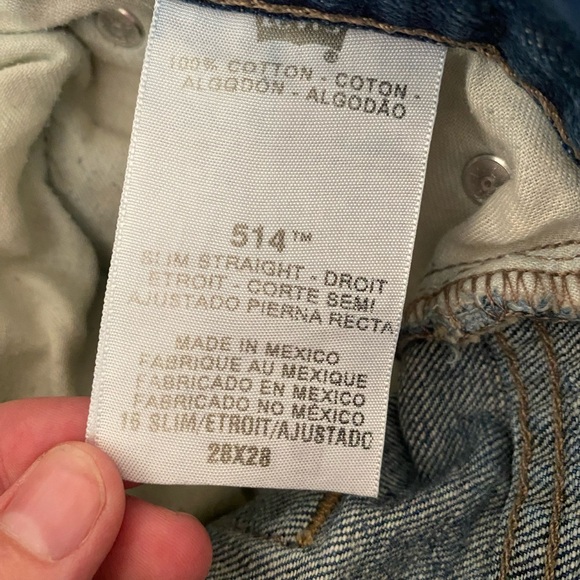 ®
100% COTTON - COTON -
ALGODÓN - ALGODÃO
514™
SLIM STRAIGHT - DROIT
ETROIT - CORTE SEMI
AJUSTADO PIERNA RECTA
MADE IN MEXICO
FABRIQUE AU MEXIQUE
FABRICADO EN MEXICO
FABRICADO NO MÉXICO
16 SLIM/ETROIT/AJUSTADO
28X28